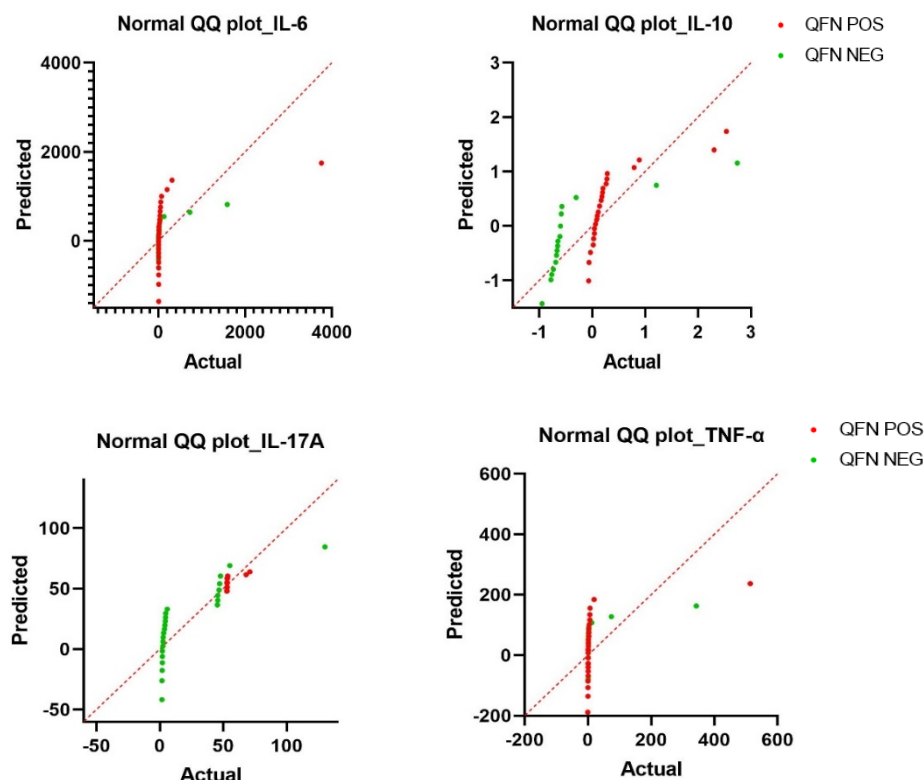 Normal QQ plot_IL-6
4000
2000
0
Predicted
0 2000 4000
Actual
Normal QQ plot_IL-10
3
2
1
0
-1
Predicted
-1 0 1 2 3
Actual
QFN POS
QFN NEG
Normal QQ plot_IL-17A
100
50
0
-50
Predicted
-50 0 50 100
Actual
Normal QQ plot_TNF-α
600
400
200
0
-200
Predicted
-200 0 200 400 600
Actual
QFN POS
QFN NEG